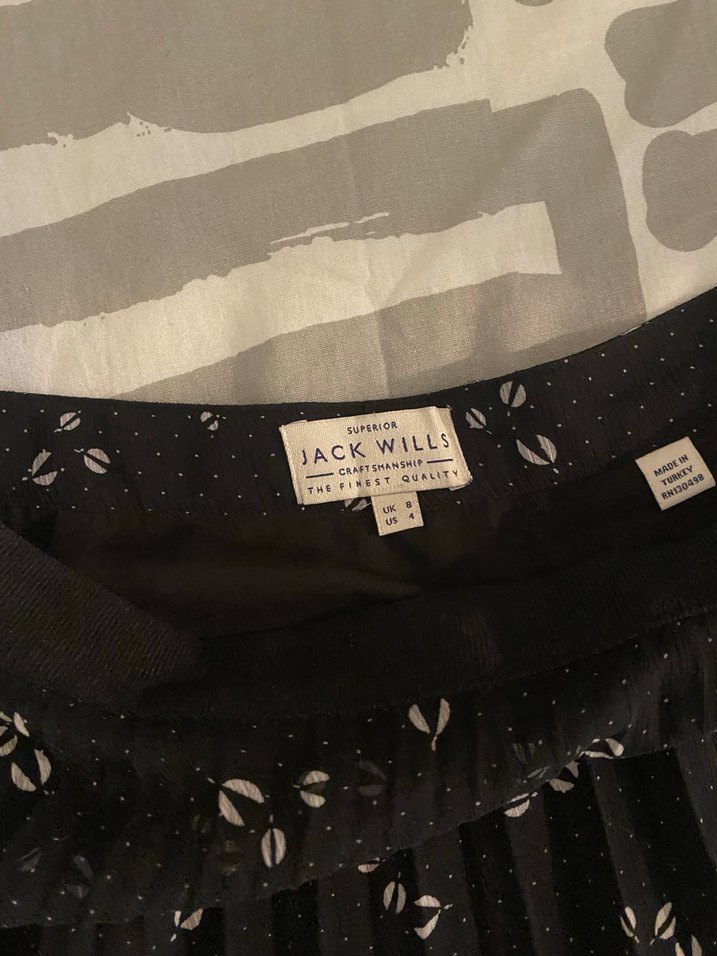 SUPERIOR
JACK WILLS
CRAFTSMANSHIP
THE FINEST QUALITY
UK 8
US 4
MADE IN
TURKEY
RN130498